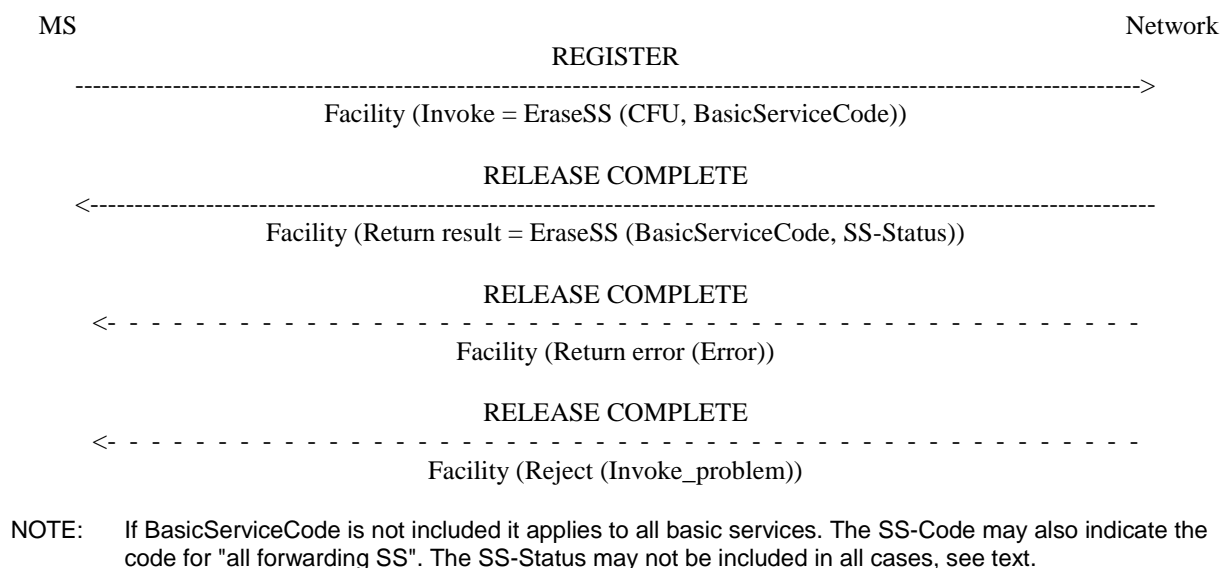 MS Network
REGISTER
------------------------------------------------------------------------------------------------------------------------>
Facility (Invoke = EraseSS (CFU, BasicServiceCode))
RELEASE COMPLETE
<------------------------------------------------------------------------------------------------------------------------
Facility (Return result = EraseSS (BasicServiceCode, SS-Status))
RELEASE COMPLETE
<- - - - - - - - - - - - - - - - - - - - - - - - - - - - - - - - - - - - - - - - - - - - - - - - - - - - - - - - -
Facility (Return error (Error))
RELEASE COMPLETE
<- - - - - - - - - - - - - - - - - - - - - - - - - - - - - - - - - - - - - - - - - - - - - - - - - - - - - - - - -
Facility (Reject (Invoke_problem))
NOTE: If BasicServiceCode is not included it applies to all basic services. The SS-Code may also indicate the
code for "all forwarding SS". The SS-Status may not be included in all cases, see text.